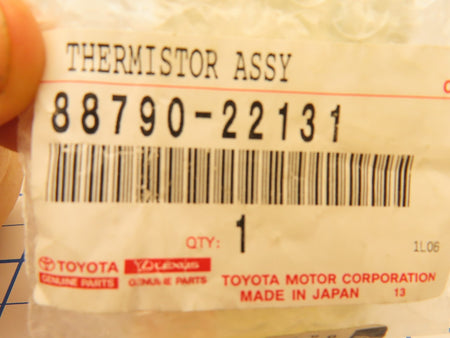 THERMISTOR ASSY
88790-22131
QTY: 1
1L06
TOYOTA LEXUS
GENUINE PARTS GENUINE PARTS
TOYOTA MOTOR CORPORATION
MADE IN JAPAN 13